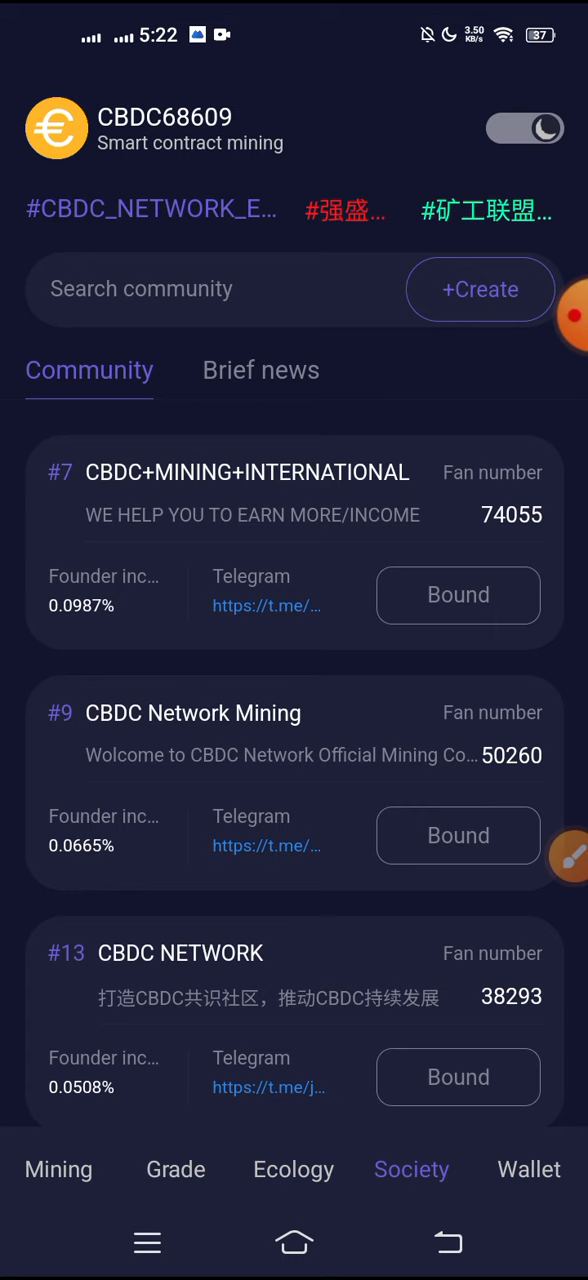 5:22 3.50 KB/s 37
CBDC68609
Smart contract mining
#CBDC_NETWORK_E... #强盛... #矿工联盟...
Search community +Create
Community Brief news
#7 CBDC+MINING+INTERNATIONAL Fan number
WE HELP YOU TO EARN MORE/INCOME 74055
Founder inc... Telegram Bound
0.0987% https://t.me/...
#9 CBDC Network Mining Fan number
Wolcome to CBDC Network Official Mining Co... 50260
Founder inc... Telegram Bound
0.0665% https://t.me/...
#13 CBDC NETWORK Fan number
打造CBDC共识社区，推动CBDC持续发展 38293
Founder inc... Telegram Bound
0.0508% https://t.me/j...
Mining Grade Ecology Society Wallet